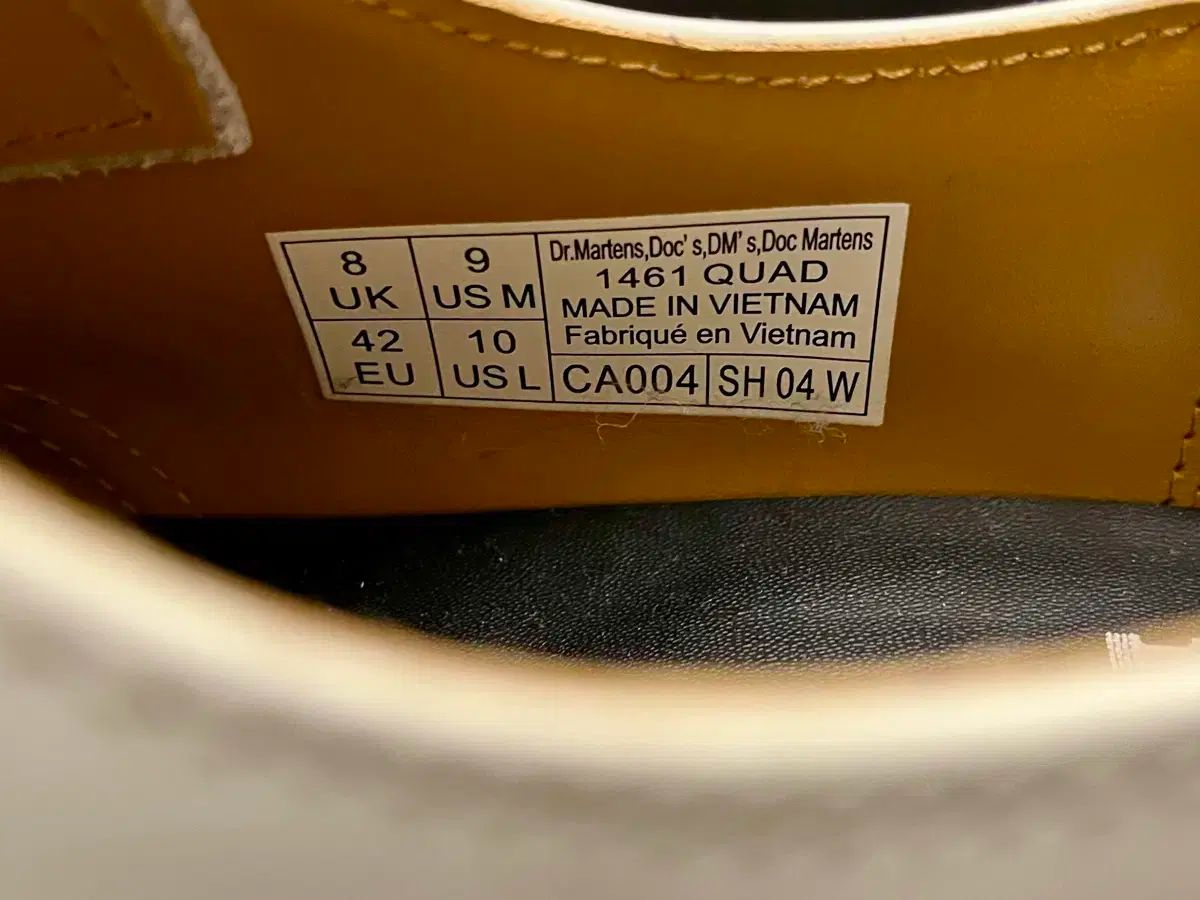 8
UK
9
US M
42
EU
10
US L
Dr.Martens,Doc's,DM's,Doc Martens
1461 QUAD
MADE IN VIETNAM
Fabriqué en Vietnam
CA004
SH 04 W